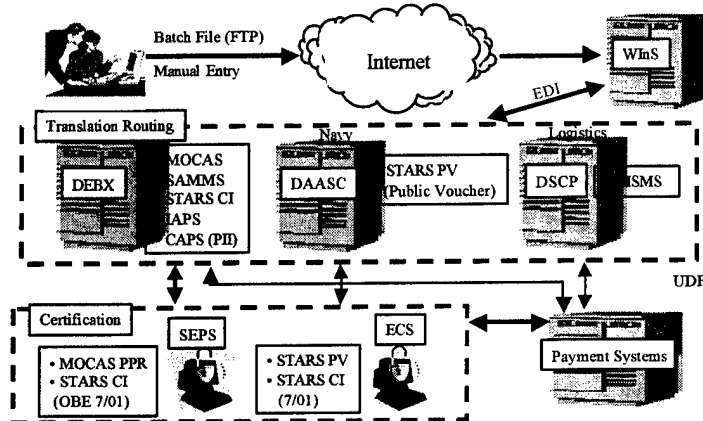 Batch File (FTP)
Manual Entry
Internet
WInS
EDI
Translation Routing
Navy
Logistics
DEBX
MOCAS
SAMMS
STARS CI
IAPS
CAPS (PII)
DAASC
STARS PV
(Public Voucher)
DSCP
ISMS
UDF
Certification
SEPS
ECS
• MOCAS PPR
• STARS CI
(OBE 7/01)
• STARS PV
• STARS CI
(7/01)
Payment Systems